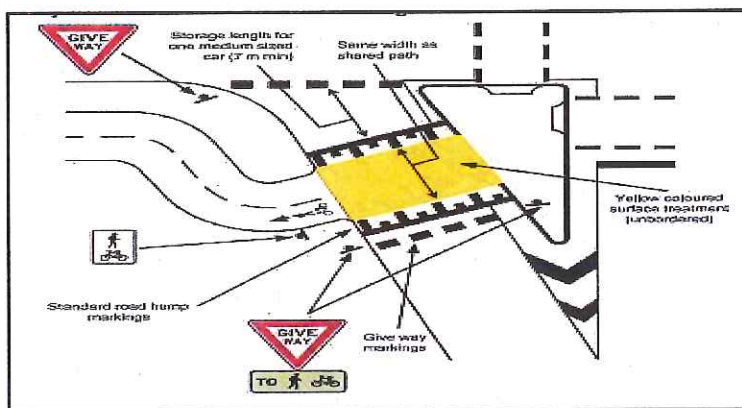 GIVE
WAY
Storage length for
one medium sized
car (7 m min)
Same width as
shared path
Yellow coloured
surface treatment
(unbordered)
Standard road hump
markings
Give way
markings
GIVE
WAY
TO